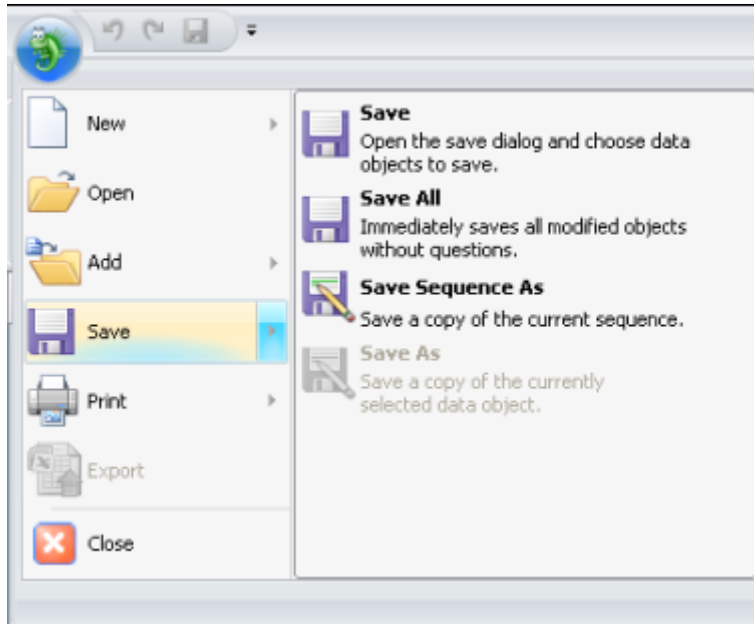 New
Open
Add
Save
Print
Export
Close
Save
Open the save dialog and choose data
objects to save.
Save All
Immediately saves all modified objects
without questions.
Save Sequence As
Save a copy of the current sequence.
Save As
Save a copy of the currently
selected data object.